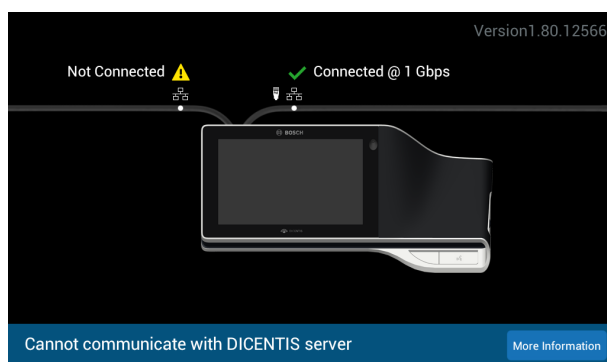 Version1.80.12566
Not Connected
Connected @ 1 Gbps
BOSCH
Cannot communicate with DICENTIS server
More Information